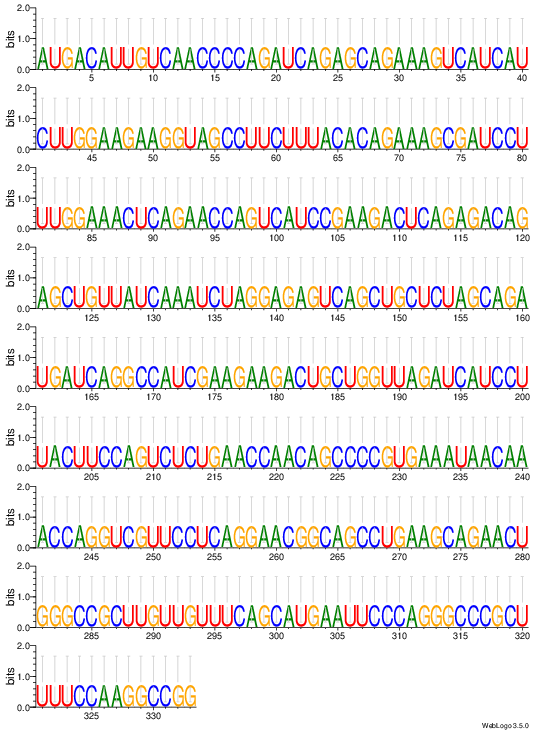 2.0
bits
1.0
0.0
AUGACAUUGUCAACCCCAGAUCAGAGCAGAAAGUCAUCAU
5 10 15 20 25 30 35 40
2.0
bits
1.0
0.0
CUUGGAAGAAGGUAGCCUUCUUUACACAGAAAGCGAUCCU
45 50 55 60 65 70 75 80
2.0
bits
1.0
0.0
UUGGAAACUCAGAACCAGUCAUCCGAAGACUCAGAGACAG
85 90 95 100 105 110 115 120
2.0
bits
1.0
0.0
AGCUGUUAUCAAAUCUAGGAGAGUCAGCUGCUCUAGCAGA
125 130 135 140 145 150 155 160
2.0
bits
1.0
0.0
UGAUCAGGCCAUCGAAGAAGACUGCUGGUUAGAUCAUCCU
165 170 175 180 185 190 195 200
2.0
bits
1.0
0.0
UACUUCCAGUCUCUGAACCAACAGCCCCGUGAAAUAACAA
205 210 215 220 225 230 235 240
2.0
bits
1.0
0.0
ACCAGGUCGUUCCUCAGGAACGGCAGCCUGAAGCAGAACU
245 250 255 260 265 270 275 280
2.0
bits
1.0
0.0
GGGCCGCUUGUUGUUUCAGCAUGAAUUCCCAGGGCCCGCU
285 290 295 300 305 310 315 320
2.0
bits
1.0
0.0
UUUCCAAGGCCGG
325 330
WebLogo 3.5.0